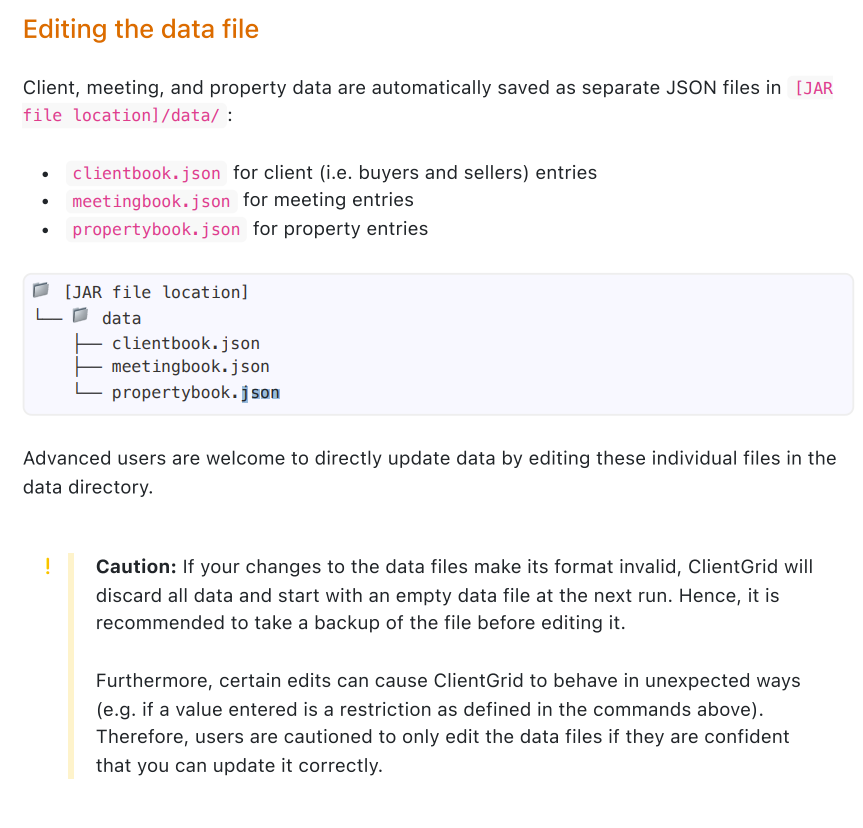 Editing the data file
Client, meeting, and property data are automatically saved as separate JSON files in [JAR
file location]/data/ :
• clientbook.json for client (i.e. buyers and sellers) entries
• meetingbook.json for meeting entries
• propertybook.json for property entries
[JAR file location]
└── data
├── clientbook.json
├── meetingbook.json
└── propertybook.json
Advanced users are welcome to directly update data by editing these individual files in the
data directory.
! Caution: If your changes to the data files make its format invalid, ClientGrid will
discard all data and start with an empty data file at the next run. Hence, it is
recommended to take a backup of the file before editing it.
Furthermore, certain edits can cause ClientGrid to behave in unexpected ways
(e.g. if a value entered is a restriction as defined in the commands above).
Therefore, users are cautioned to only edit the data files if they are confident
that you can update it correctly.